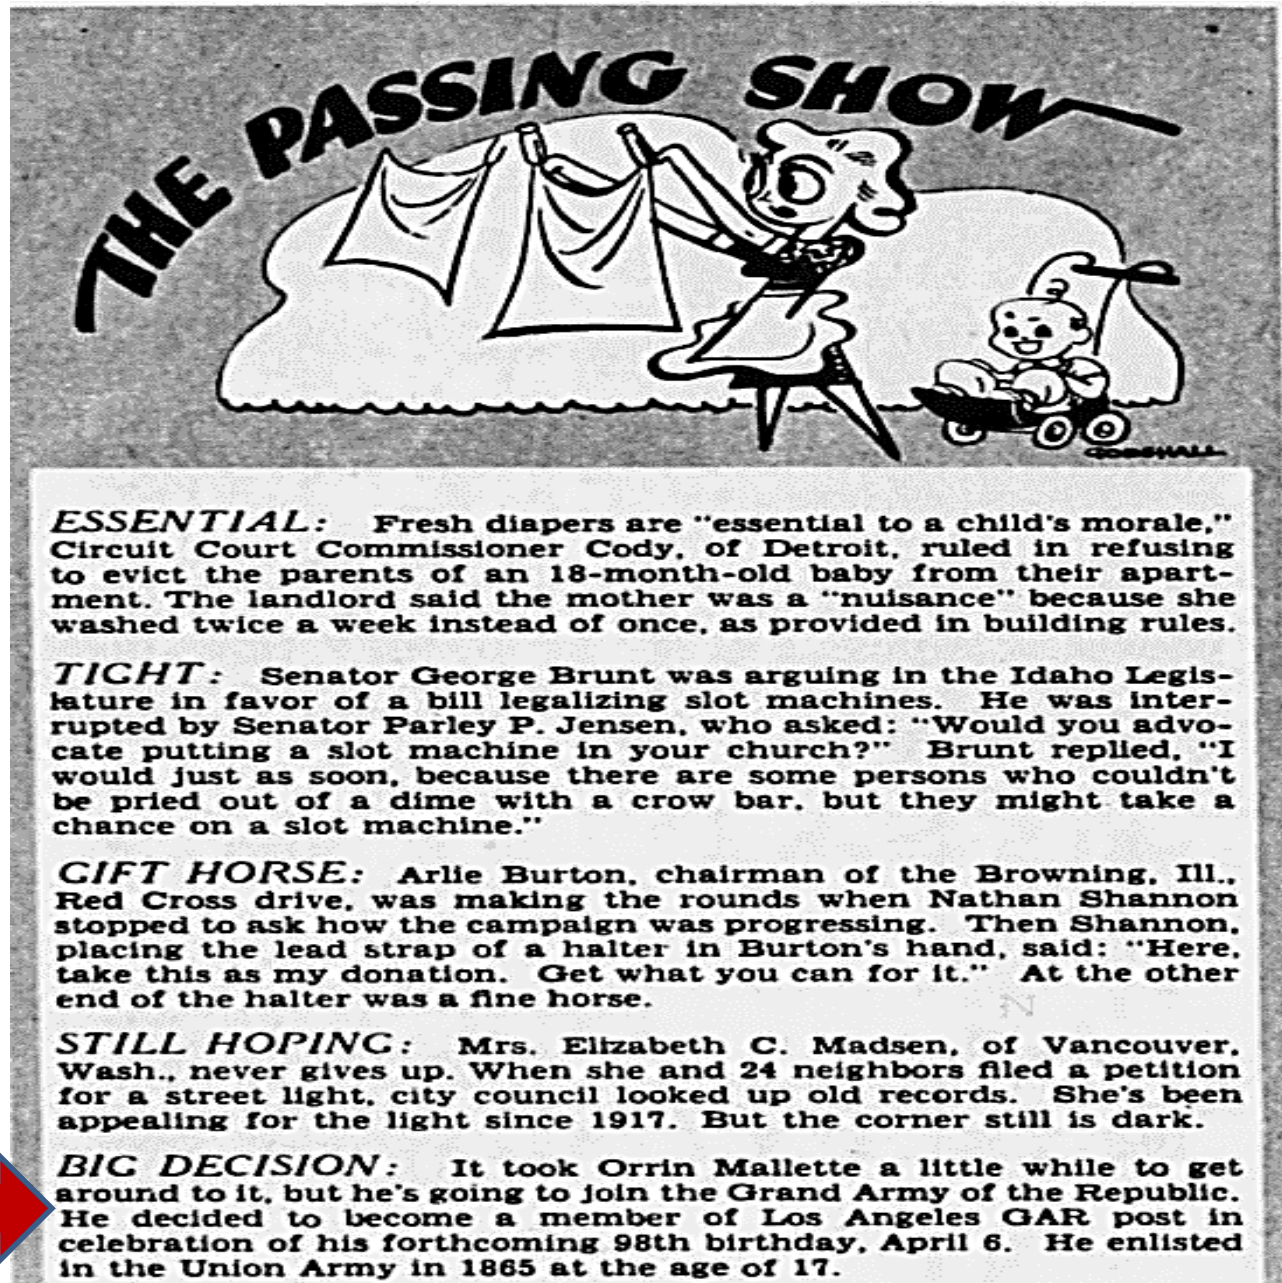 THE PASSING SHOW
GODSHALL
ESSENTIAL: Fresh diapers are "essential to a child's morale,"
Circuit Court Commissioner Cody, of Detroit, ruled in refusing
to evict the parents of an 18-month-old baby from their apart-
ment. The landlord said the mother was a "nuisance" because she
washed twice a week instead of once, as provided in building rules.
TIGHT: Senator George Brunt was arguing in the Idaho Legis-
lature in favor of a bill legalizing slot machines. He was inter-
rupted by Senator Parley P. Jensen, who asked: "Would you advo-
cate putting a slot machine in your church?" Brunt replied, "I
would just as soon, because there are some persons who couldn't
be pried out of a dime with a crow bar, but they might take a
chance on a slot machine."
GIFT HORSE: Arlie Burton, chairman of the Browning, Ill.,
Red Cross drive, was making the rounds when Nathan Shannon
stopped to ask how the campaign was progressing. Then Shannon,
placing the lead strap of a halter in Burton's hand, said: "Here,
take this as my donation. Get what you can for it." At the other
end of the halter was a fine horse.
STILL HOPING: Mrs. Elizabeth C. Madsen, of Vancouver,
Wash., never gives up. When she and 24 neighbors filed a petition
for a street light, city council looked up old records. She's been
appealing for the light since 1917. But the corner still is dark.
BIG DECISION: It took Orrin Mallette a little while to get
around to it, but he's going to join the Grand Army of the Republic.
He decided to become a member of Los Angeles GAR post in
celebration of his forthcoming 98th birthday, April 6. He enlisted
in the Union Army in 1865 at the age of 17.